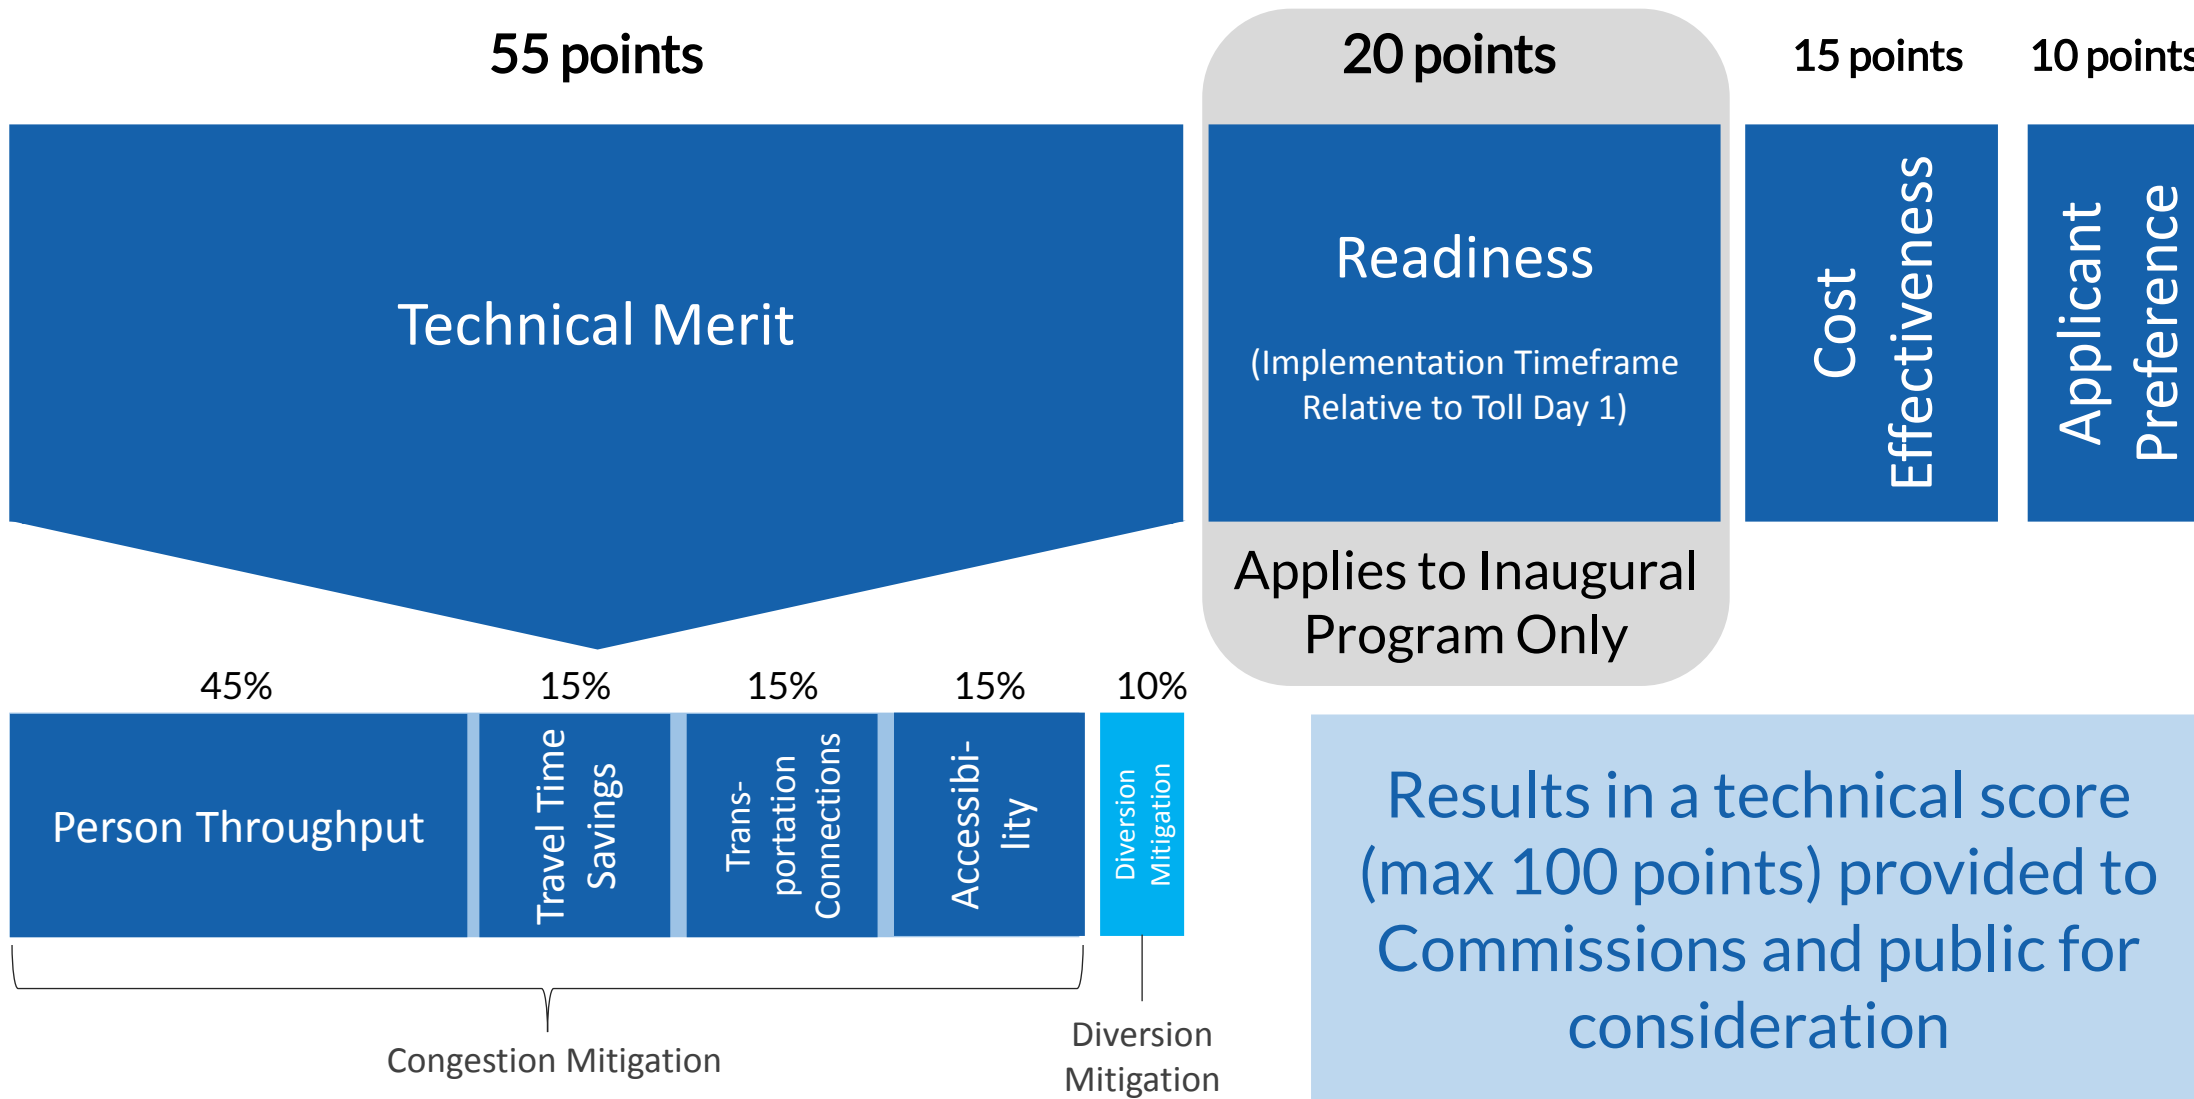 55 points
20 points
15 points
10 points
Technical Merit
Readiness
(Implementation Timeframe
Relative to Toll Day 1)
Cost
Effectiveness
Applicant
Preference
Applies to Inaugural
Program Only
45%
15%
15%
15%
10%
Person Throughput
Travel Time
Savings
Trans-
portation
Connections
Accessibi-
lity
Diversion
Mitigation
Congestion Mitigation
Diversion
Mitigation
Results in a technical score
(max 100 points) provided to
Commissions and public for
consideration